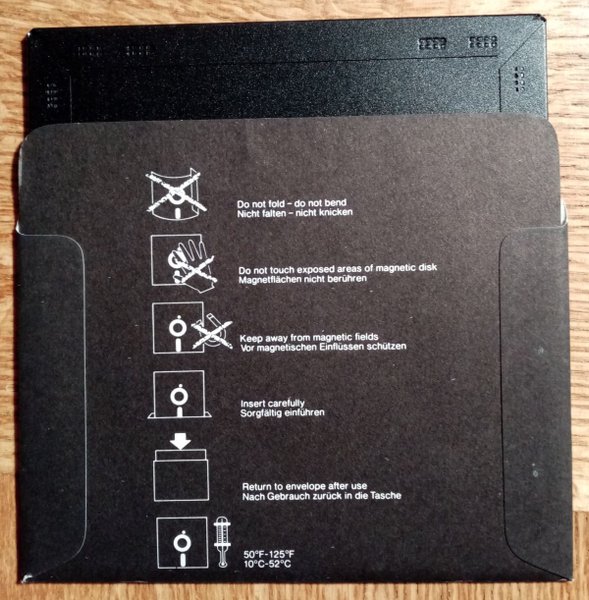 Do not fold – do not bend
Nicht falten – nicht knicken
Do not touch exposed areas of magnetic disk
Magnetflächen nicht berühren
Keep away from magnetic fields
Vor magnetischen Einflüssen schützen
Insert carefully
Sorgfältig einführen
Return to envelope after use
Nach Gebrauch zurück in die Tasche
50°F-125°F
10°C-52°C